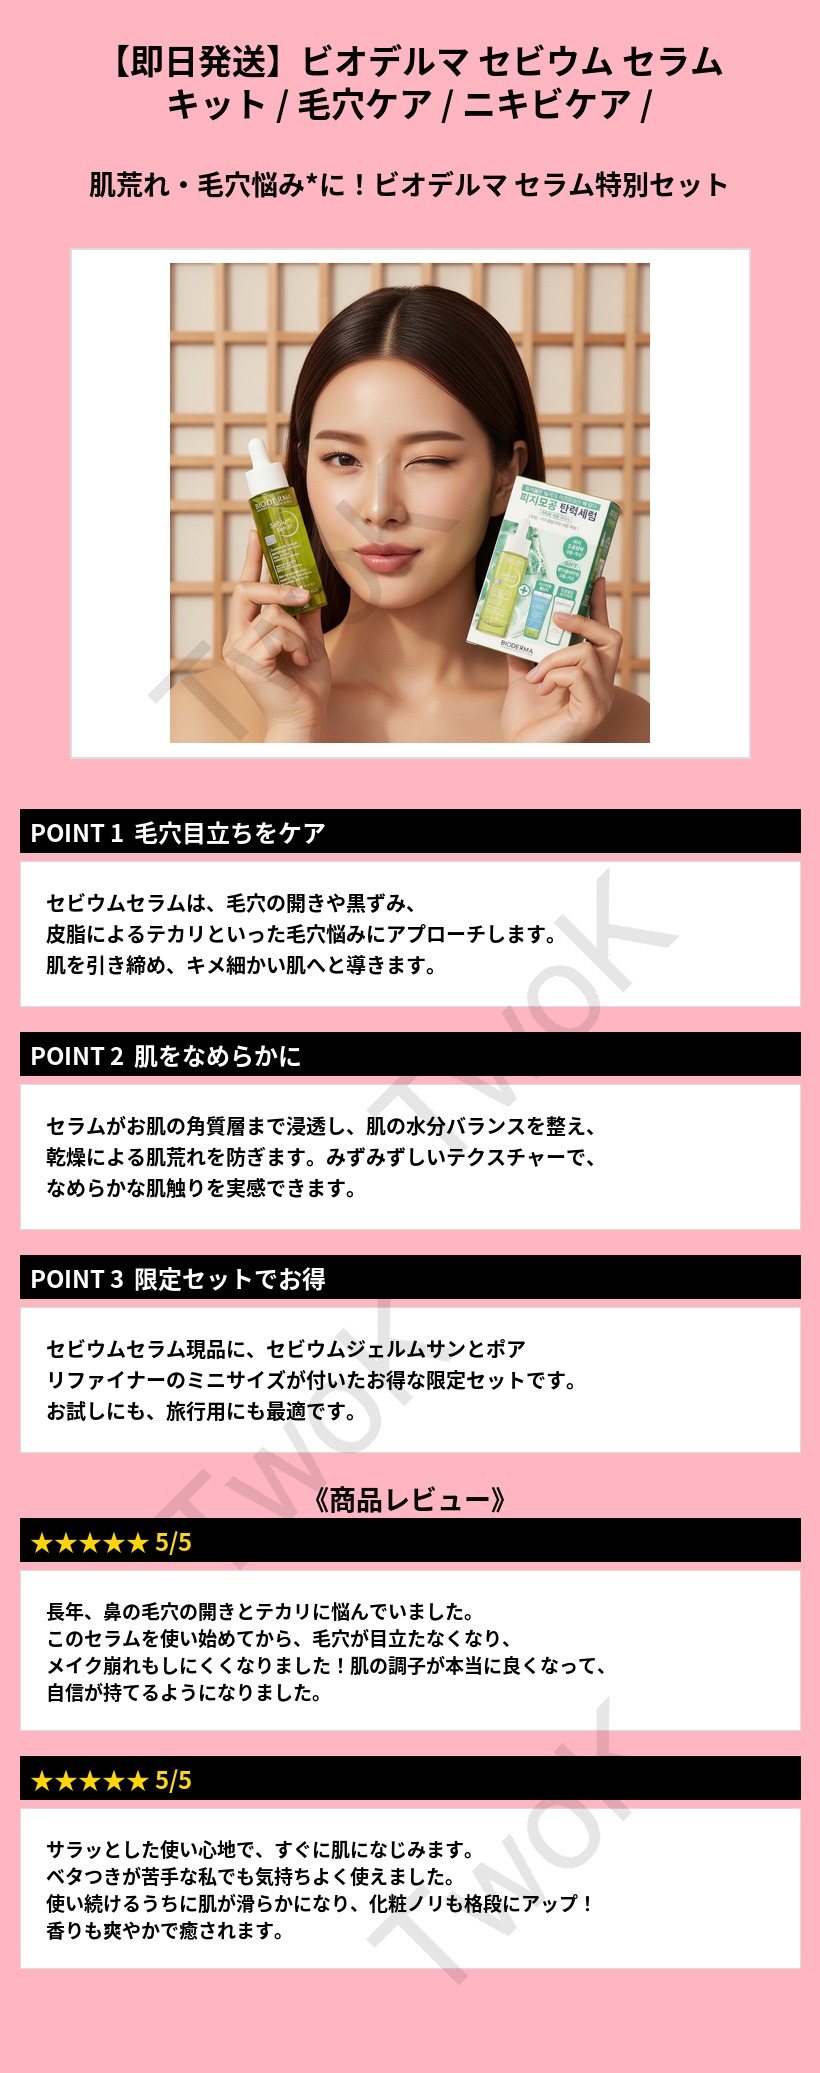 【即日発送】ビオデルマ セビウム セラム
キット / 毛穴ケア / ニキビケア /
肌荒れ・毛穴悩み*に！ビオデルマ セラム特別セット
BIODERMA
Sébium
Serum
피지모공 탄력세럼
BIODERMA
POINT 1 毛穴目立ちをケア
セビウムセラムは、毛穴の開きや黒ずみ、
皮脂によるテカリといった毛穴悩みにアプローチします。
肌を引き締め、キメ細かい肌へと導きます。
POINT 2 肌をなめらかに
セラムがお肌の角質層まで浸透し、肌の水分バランスを整え、
乾燥による肌荒れを防ぎます。みずみずしいテクスチャーで、
なめらかな肌触りを実感できます。
POINT 3 限定セットでお得
セビウムセラム現品に、セビウムジェルムサンとポア
リファイナーのミニサイズが付いたお得な限定セットです。
お試しにも、旅行用にも最適です。
《商品レビュー》
★★★★★ 5/5
長年、鼻の毛穴の開きとテカリに悩んでいました。
このセラムを使い始めてから、毛穴が目立たなくなり、
メイク崩れもしにくくなりました！肌の調子が本当に良くなって、
自信が持てるようになりました。
★★★★★ 5/5
サラッとした使い心地で、すぐに肌になじみます。
ベタつきが苦手な私でも気持ちよく使えました。
使い続けるうちに肌が滑らかになり、化粧ノリも格段にアップ！
香りも爽やかで癒されます。
TwoK
TwoK
TwoK
TwoK